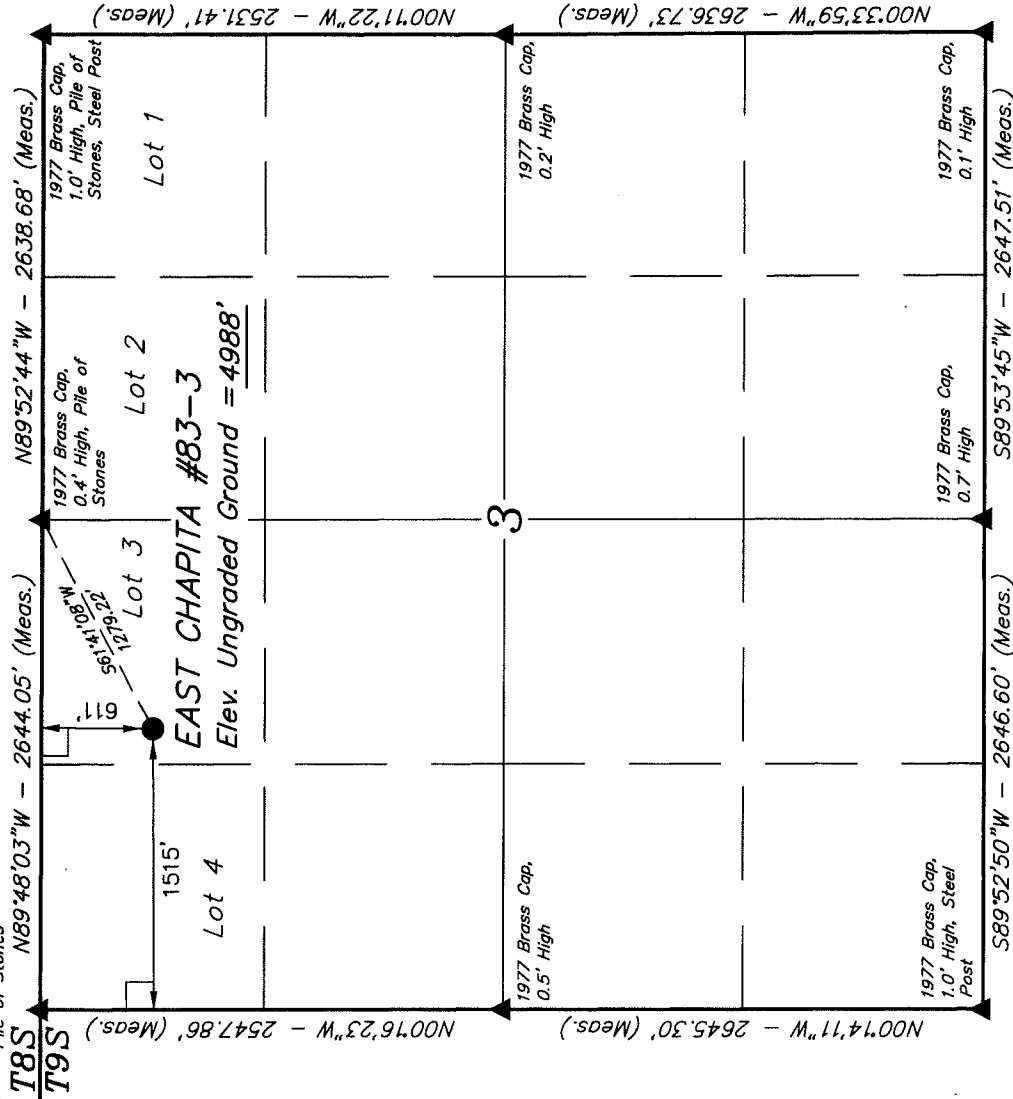 Pile of Stones
T8S
T9S
N89°48'03"W - 2644.05' (Meas.)
N89°52'44"W - 2638.68' (Meas.)
N00°16'23"W - 2547.86' (Meas.)
N00°11'22"W - 2531.41' (Meas.)
1977 Brass Cap,
0.4' High, Pile of
Stones
1977 Brass Cap,
1.0' High, Pile of
Stones, Steel Post
S61°41'08"W
1279.22'
611'
1515'
Lot 4
Lot 3
Lot 2
Lot 1
EAST CHAPITA #83-3
Elev. Ungraded Ground = 4988'
3
1977 Brass Cap,
0.5' High
1977 Brass Cap,
0.2' High
N00°14'11"W - 2645.30' (Meas.)
N00°33'59"W - 2636.73' (Meas.)
1977 Brass Cap,
1.0' High, Steel
Post
1977 Brass Cap,
0.7' High
1977 Brass Cap,
0.1' High
S89°52'50"W - 2646.60' (Meas.)
S89°53'45"W - 2647.51' (Meas.)